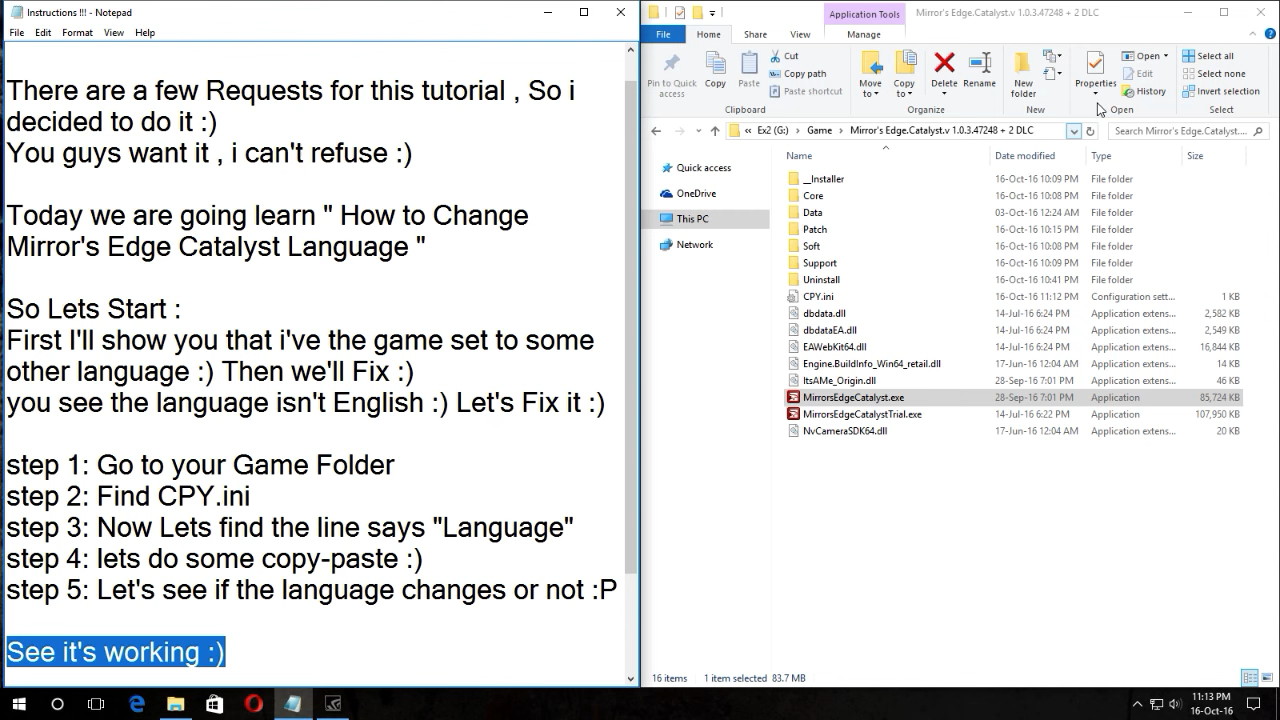 Instructions !!! - Notepad
File Edit Format View Help
There are a few Requests for this tutorial , So i
decided to do it :)
You guys want it , i can't refuse :)
Today we are going learn " How to Change
Mirror's Edge Catalyst Language "
So Lets Start :
First I'll show you that i've the game set to some
other language :) Then we'll Fix :)
you see the language isn't English :) Let's Fix it :)
step 1: Go to your Game Folder
step 2: Find CPY.ini
step 3: Now Lets find the line says "Language"
step 4: lets do some copy-paste :)
step 5: Let's see if the language changes or not :P
See it's working :)
Application Tools Mirror's Edge.Catalyst.v 1.0.3.47248 + 2 DLC
File Home Share View Manage
Pin to Quick access
Copy
Paste
Cut
Copy path
Paste shortcut
Clipboard
Move to
Copy to
Delete
Rename
Organize
New folder
New
Properties
Open
Edit
History
Open
Select all
Select none
Invert selection
Select
« Ex2 (G:) Game Mirror's Edge.Catalyst.v 1.0.3.47248 + 2 DLC
Search Mirror's Edge.Catalyst....
Quick access
OneDrive
This PC
Network
Name Date modified Type Size
__Installer 16-Oct-16 10:09 PM File folder
Core 16-Oct-16 10:08 PM File folder
Data 03-Oct-16 12:24 AM File folder
Patch 16-Oct-16 10:15 PM File folder
Soft 16-Oct-16 10:08 PM File folder
Support 16-Oct-16 10:09 PM File folder
Uninstall 16-Oct-16 10:41 PM File folder
CPY.ini 16-Oct-16 11:12 PM Configuration sett... 1 KB
dbdata.dll 14-Jul-16 6:24 PM Application extens... 2,582 KB
dbdataEA.dll 14-Jul-16 6:24 PM Application extens... 2,549 KB
EAWebKit64.dll 14-Jul-16 6:24 PM Application extens... 16,844 KB
Engine.BuildInfo_Win64_retail.dll 17-Jun-16 12:04 AM Application extens... 14 KB
ItsAMe_Origin.dll 28-Sep-16 7:01 PM Application extens... 46 KB
MirrorsEdgeCatalyst.exe 28-Sep-16 7:01 PM Application 85,724 KB
MirrorsEdgeCatalystTrial.exe 14-Jul-16 6:22 PM Application 107,950 KB
NvCameraSDK64.dll 17-Jun-16 12:04 AM Application extens... 20 KB
16 items 1 item selected 83.7 MB
11:13 PM
16-Oct-16